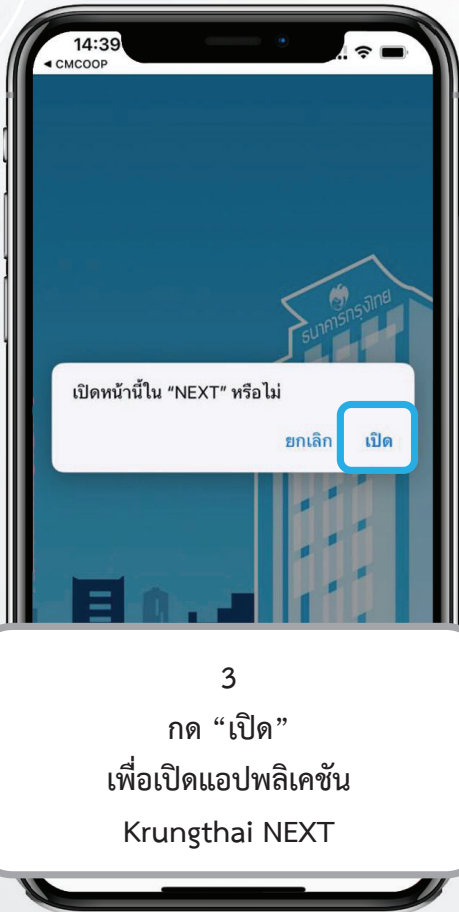 14:39
◀ CMCOOP
ธนาคารกรุงไทย
เปิดหน้านี้ใน “NEXT” หรือไม่
ยกเลิก เปิด
3
กด “เปิด”
เพื่อเปิดแอปพลิเคชัน
Krungthai NEXT